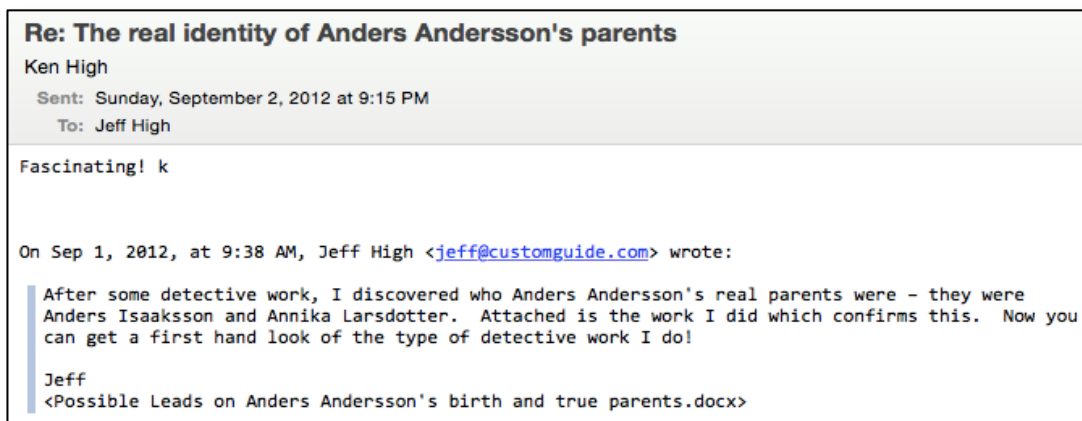 Re: The real identity of Anders Andersson's parents
Ken High
Sent: Sunday, September 2, 2012 at 9:15 PM
To: Jeff High
Fascinating! k
On Sep 1, 2012, at 9:38 AM, Jeff High <jeff@customguide.com> wrote:
After some detective work, I discovered who Anders Andersson's real parents were – they were
Anders Isaaksson and Annika Larsdotter.  Attached is the work I did which confirms this.  Now you
can get a first hand look of the type of detective work I do!
Jeff
<Possible Leads on Anders Andersson's birth and true parents.docx>